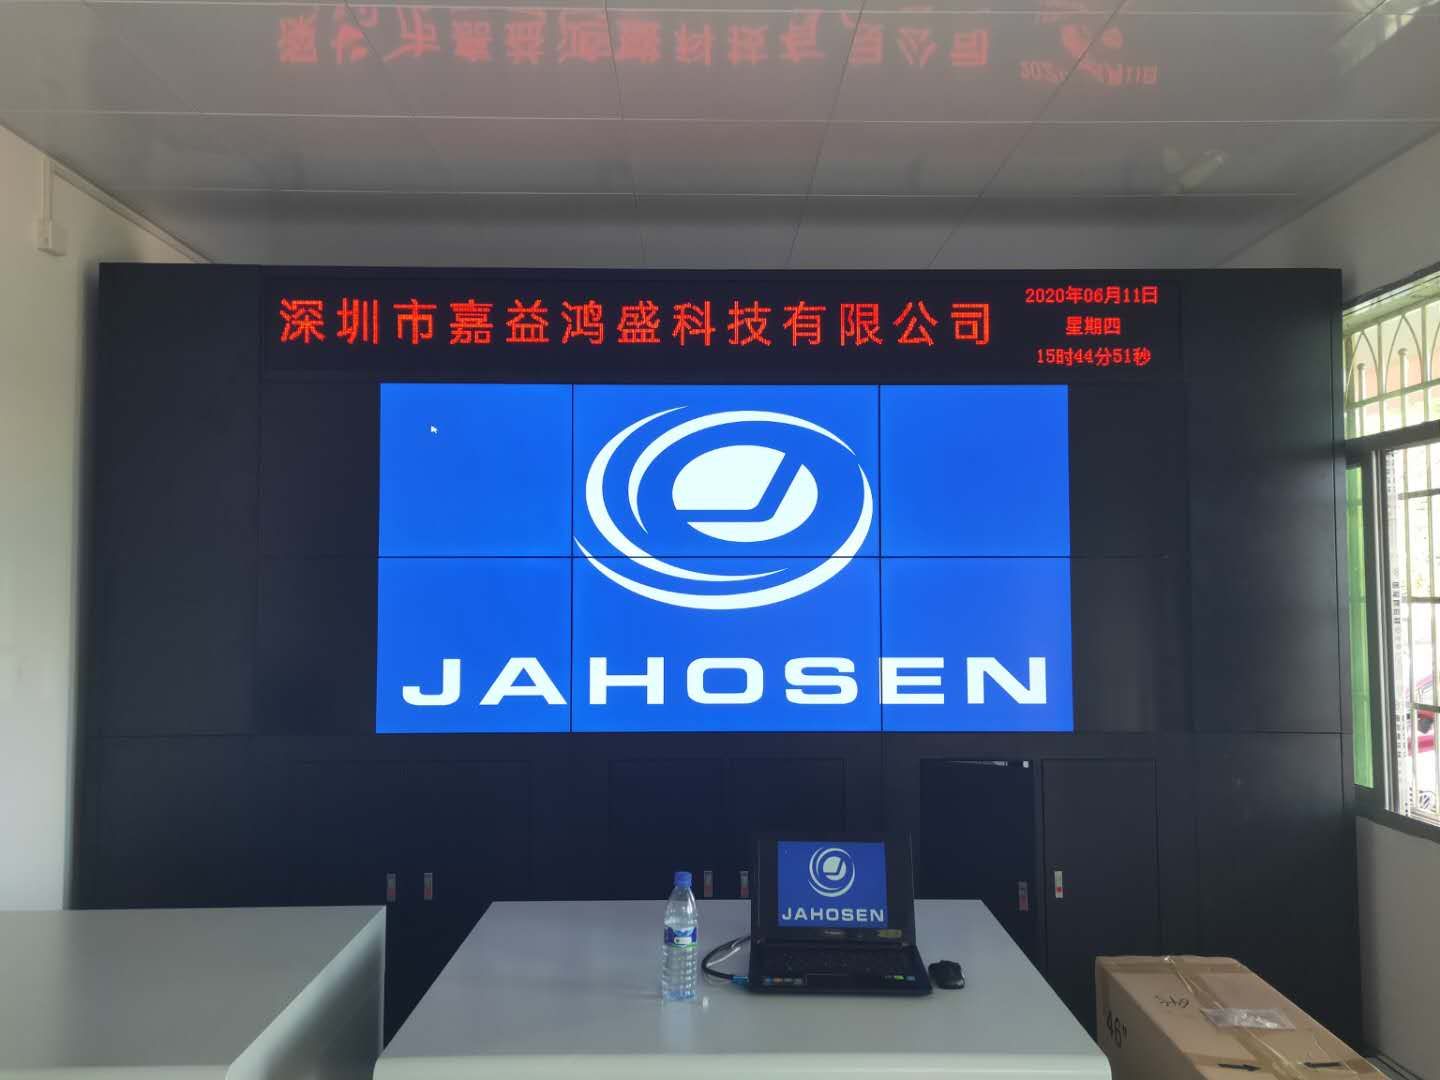 深圳市嘉益鸿盛科技有限公司
2020年06月11日
星期四
15时44分51秒
JAHOSEN
JAHOSEN
46"